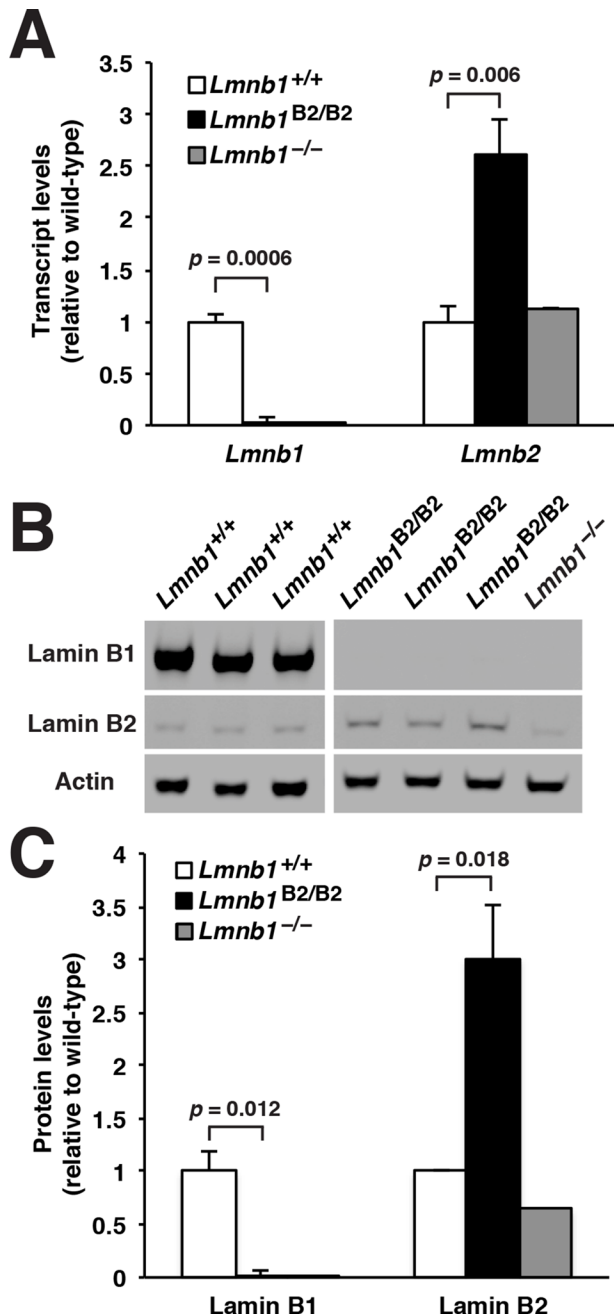 A
Transcript levels
(relative to wild-type)
3.5
3
2.5
2
1.5
1
0.5
0
Lmnb1+/+
Lmnb1B2/B2
Lmnb1−/−
p = 0.0006
p = 0.006
Lmnb1
Lmnb2
B
Lmnb1+/+
Lmnb1+/+
Lmnb1+/+
Lmnb1B2/B2
Lmnb1B2/B2
Lmnb1B2/B2
Lmnb1−/−
Lamin B1
Lamin B2
Actin
C
Protein levels
(relative to wild-type)
4
3.5
3
2.5
2
1.5
1
0.5
0
Lmnb1+/+
Lmnb1B2/B2
Lmnb1−/−
p = 0.012
p = 0.018
Lamin B1
Lamin B2